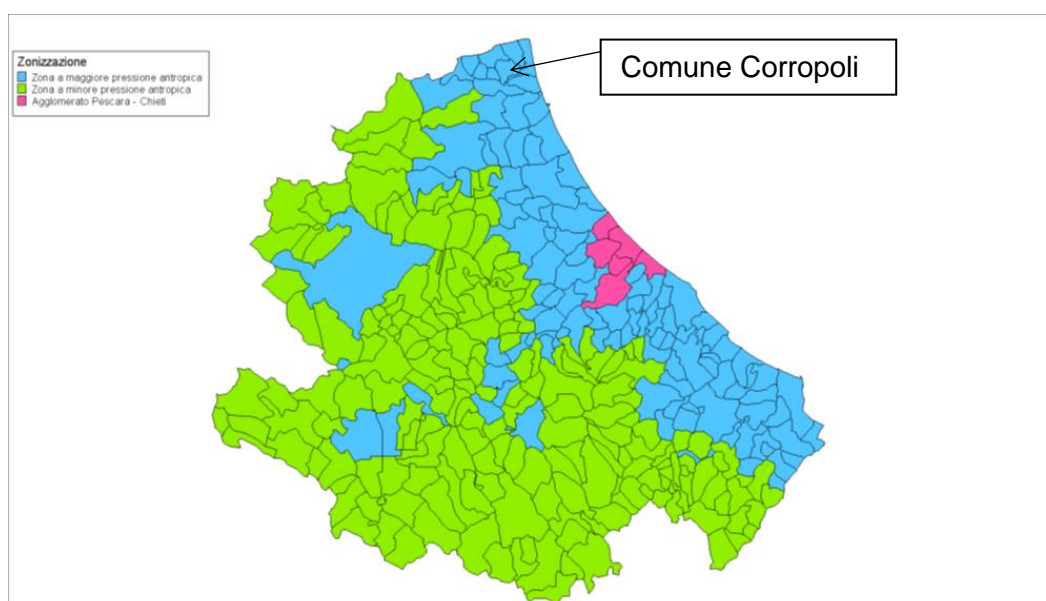 Zonizzazione
Zona a maggiore pressione antropica
Zona a minore pressione antropica
Agglomerato Pescara - Chieti
Comune Corropoli